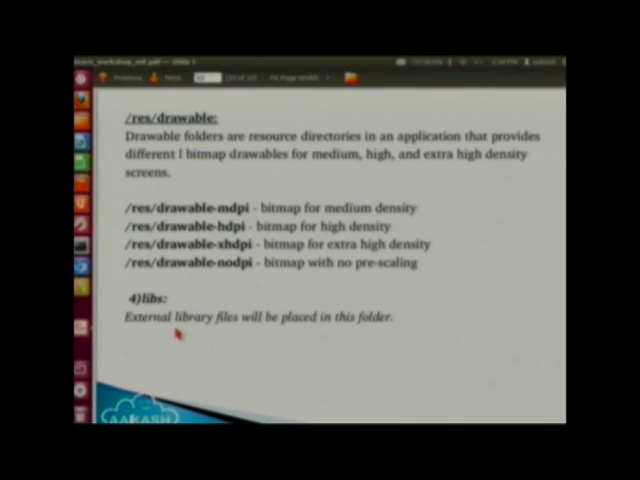 Previous Next
/res/drawable:
Drawable folders are resource directories in an application that provides
different l bitmap drawables for medium, high, and extra high density
screens.
/res/drawable-mdpi - bitmap for medium density
/res/drawable-hdpi - bitmap for high density
/res/drawable-xhdpi - bitmap for extra high density
/res/drawable-nodpi - bitmap with no pre-scaling
4)libs:
External library files will be placed in this folder.
AAKASH